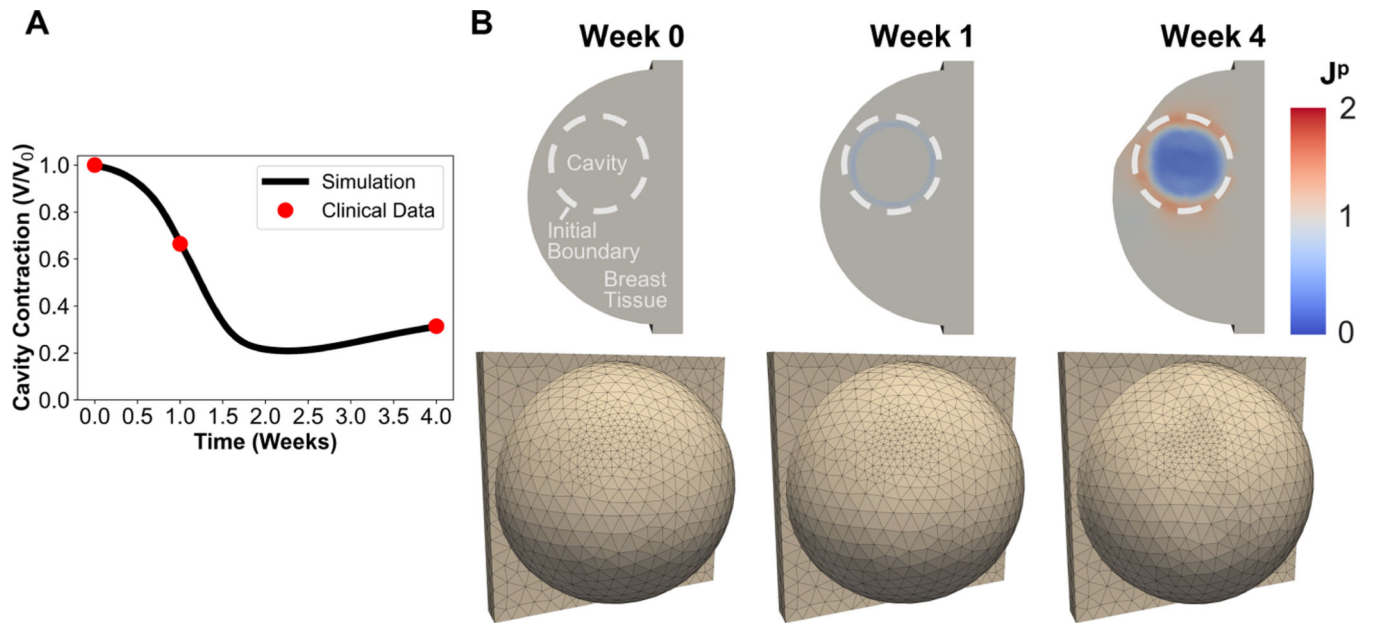 A
Cavity Contraction (V/V₀)
1.0
0.8
0.6
0.4
0.2
0.0
Simulation
Clinical Data
0.0 0.5 1.0 1.5 2.0 2.5 3.0 3.5 4.0
Time (Weeks)
B
Week 0
Week 1
Week 4
Cavity
Initial
Boundary
Breast
Tissue
Jᵖ
2
1
0